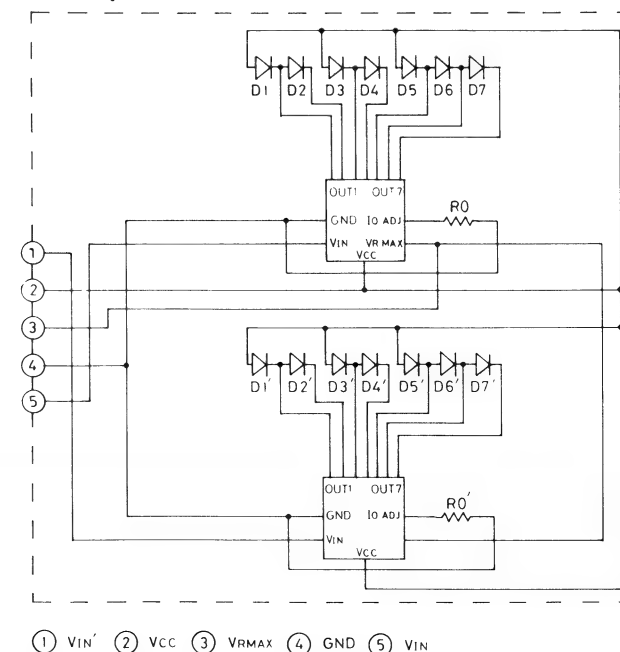 D1 D2 D3 D4 D5 D6 D7
OUT1 OUT7
GND IO ADJ
RO
VIN VR MAX
VCC
1
2
3
4
5
D1′ D2′ D3′ D4′ D5′ D6′ D7′
OUT1 OUT7
GND IO ADJ
RO′
VIN
VCC
1 VIN′ 2 VCC 3 VRMAX 4 GND 5 VIN